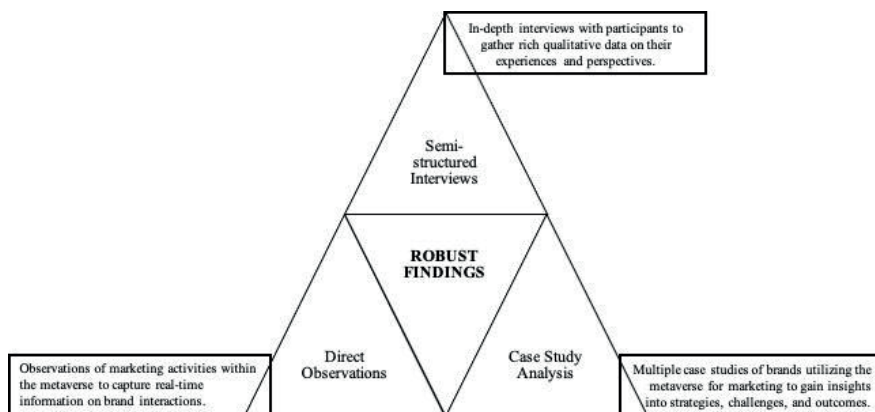 In-depth interviews with participants to
gather rich qualitative data on their
experiences and perspectives.
Semi-
structured
Interviews
ROBUST
FINDINGS
Direct
Observations
Case Study
Analysis
Observations of marketing activities within
the metaverse to capture real-time
information on brand interactions.
Multiple case studies of brands utilizing the
metaverse for marketing to gain insights
into strategies, challenges, and outcomes.